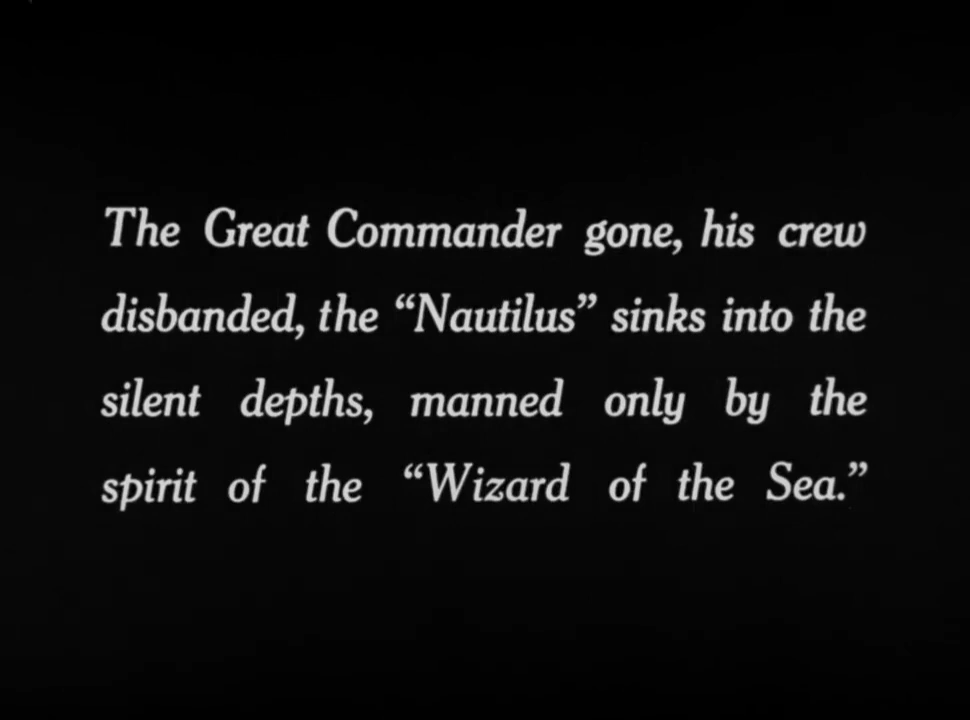 The Great Commander gone, his crew
disbanded, the “Nautilus” sinks into the
silent depths, manned only by the
spirit of the “Wizard of the Sea.”